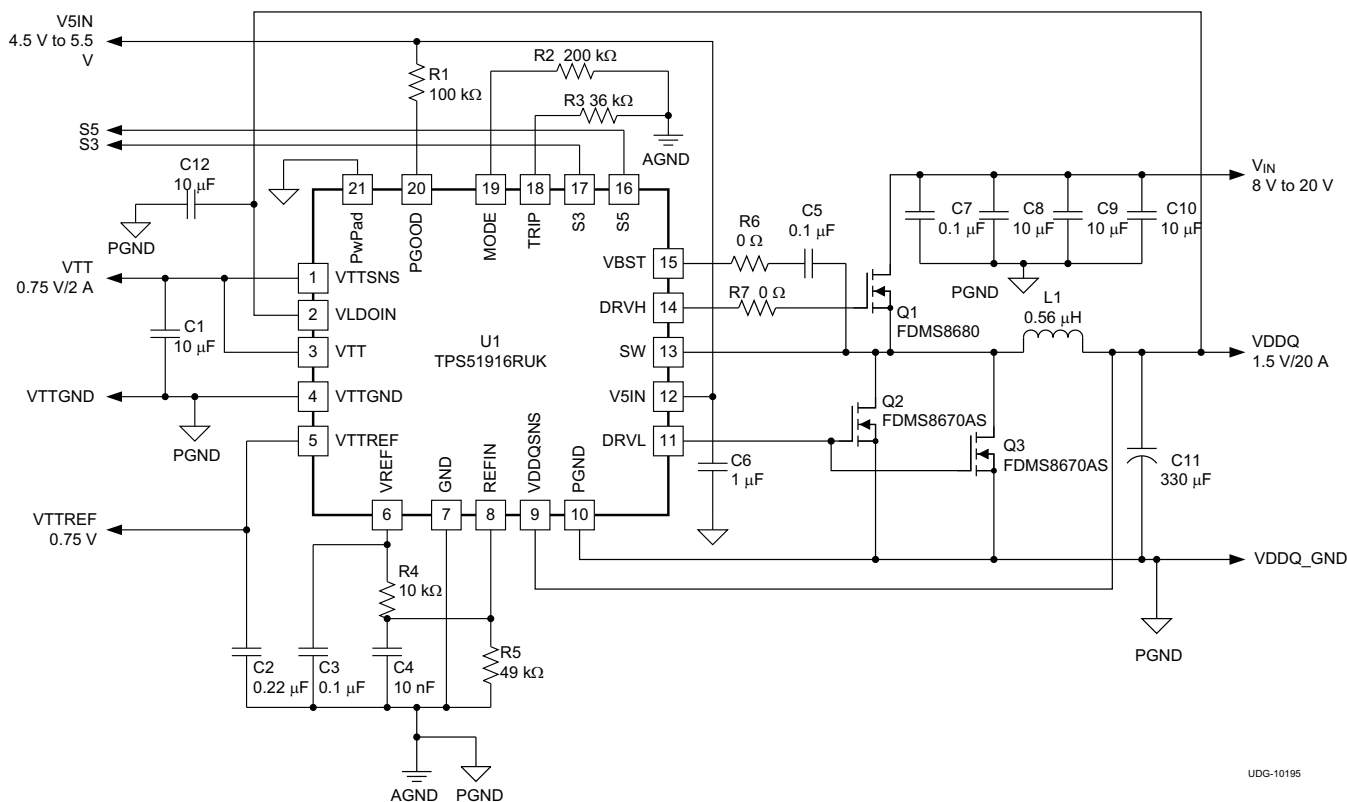 V5IN
4.5 V to 5.5
V
R1
100 kΩ
R2 200 kΩ
R3 36 kΩ
AGND
S5
S3
C12
10 µF
PGND
VTT
0.75 V/2 A
C1
10 µF
VTTGND
PGND
VTTREF
0.75 V
21
20
19
18
17
16
PwPad
PGOOD
MODE
TRIP
S3
S5
1
VTTSNS
2
VLDOIN
3
VTT
4
VTTGND
5
VTTREF
U1
TPS51916RUK
VBST
15
DRVH
14
SW
13
V5IN
12
DRVL
11
VREF
GND
REFIN
VDDQSNS
PGND
6
7
8
9
10
R6
0 Ω
C5
0.1 µF
R7 0 Ω
Q1
FDMS8680
VIN
8 V to 20 V
C7
0.1 µF
C8
10 µF
C9
10 µF
C10
10 µF
PGND
L1
0.56 µH
VDDQ
1.5 V/20 A
Q2
FDMS8670AS
Q3
FDMS8670AS
C6
1 µF
C11
330 µF
VDDQ_GND
PGND
R4
10 kΩ
R5
49 kΩ
C2
0.22 µF
C3
0.1 µF
C4
10 nF
AGND
PGND
UDG-10195